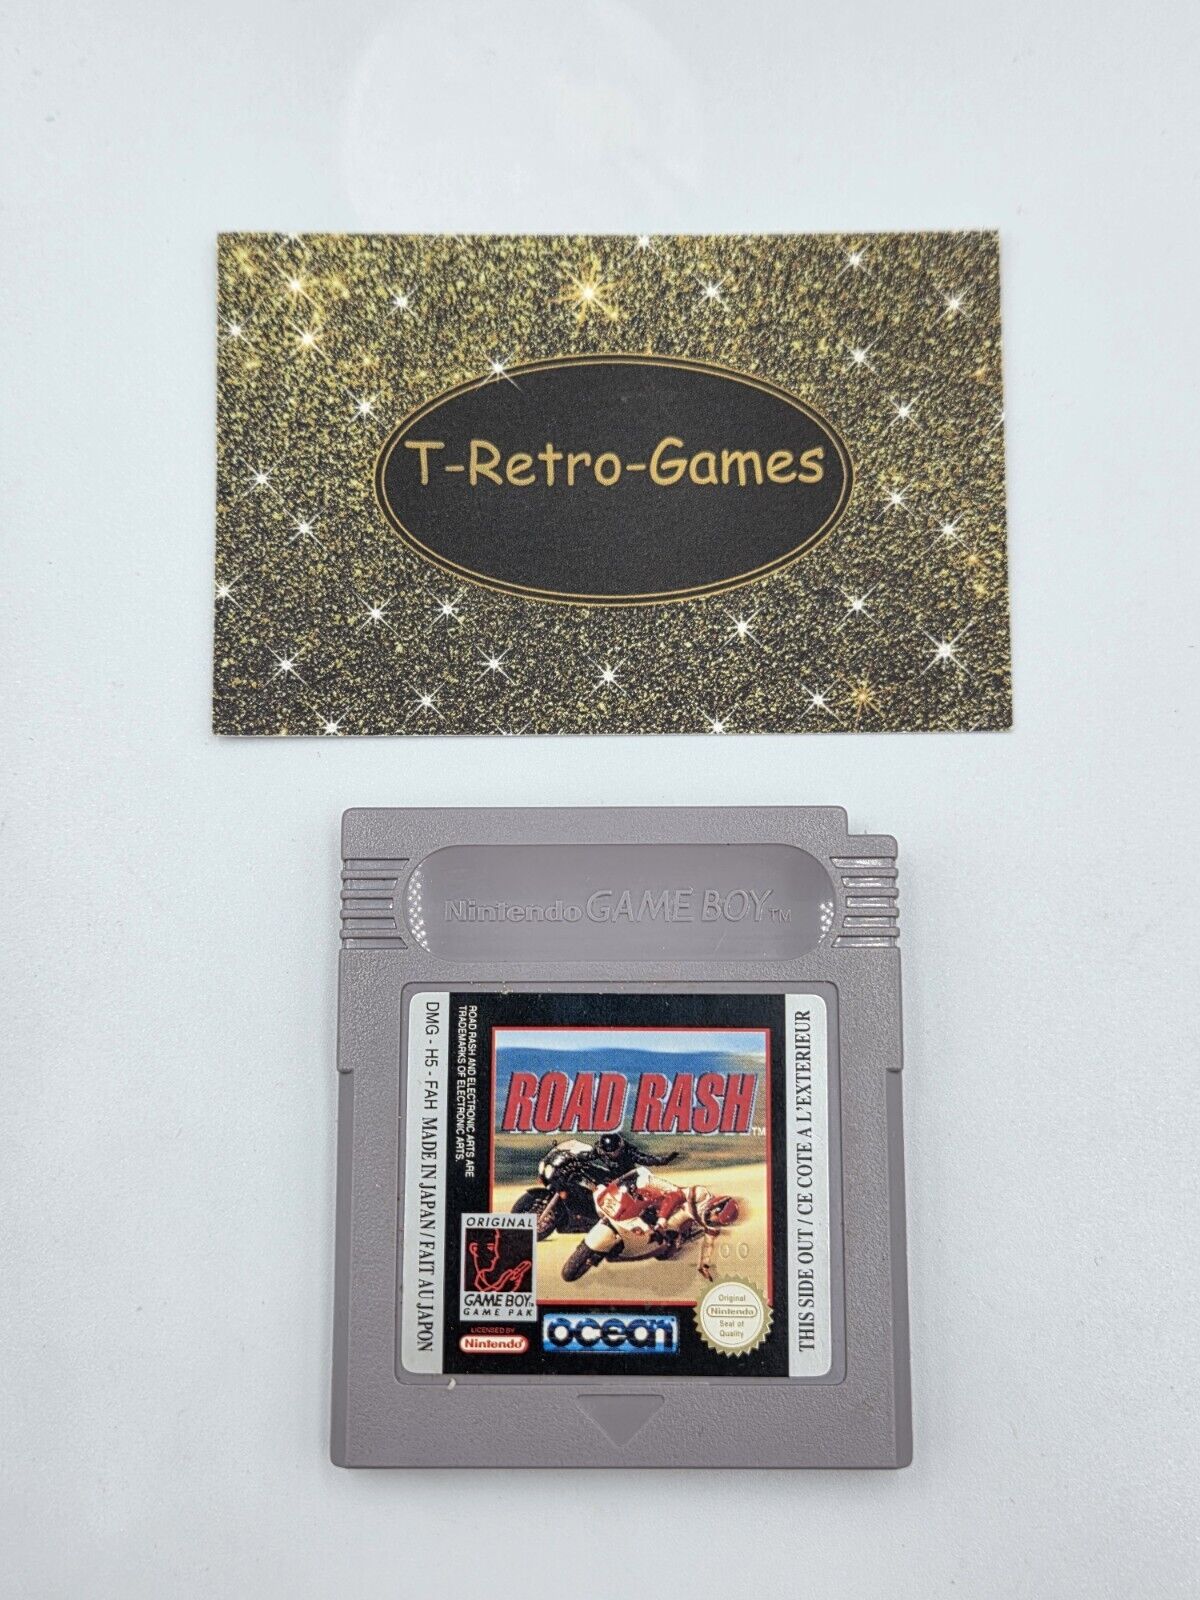 T-Retro-Games
Nintendo GAME BOY TM
DMG - H5 - FAH MADE IN JAPAN / FAIT AU JAPON
ROAD RASH AND ELECTRONIC ARTS ARE
TRADEMARKS OF ELECTRONIC ARTS.
ROAD RASH TM
ORIGINAL
GAME BOY TM
GAME PAK
LICENSED BY
Nintendo
ocean
00
Original
Nintendo
Seal of
Quality
THIS SIDE OUT / CE COTE A L'EXTERIEUR